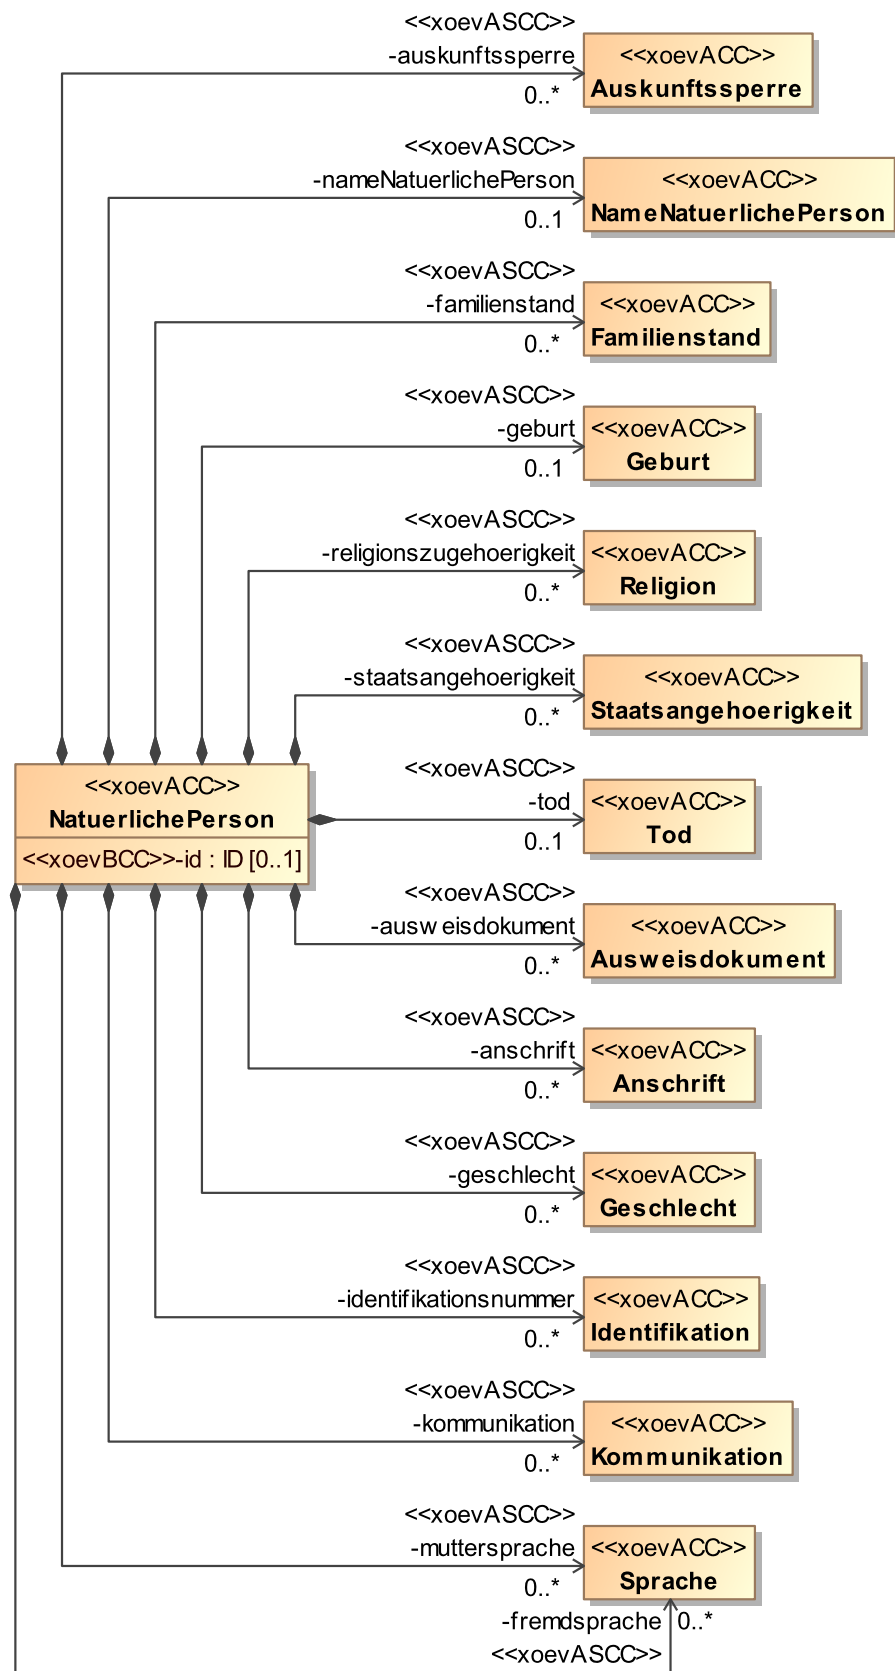 <<xoevASCC>>
-auskunftssperre
0..*
<<xoevACC>>
Auskunftssperre
<<xoevASCC>>
-nameNatuerlichePerson
0..1
<<xoevACC>>
NameNatuerlichePerson
<<xoevASCC>>
-familienstand
0..*
<<xoevACC>>
Familienstand
<<xoevASCC>>
-geburt
0..1
<<xoevACC>>
Geburt
<<xoevASCC>>
-religionszugehoerigkeit
0..*
<<xoevACC>>
Religion
<<xoevASCC>>
-staatsangehoerigkeit
0..*
<<xoevACC>>
Staatsangehoerigkeit
<<xoevACC>>
NatuerlichePerson
<<xoevBCC>>-id : ID [0..1]
<<xoevASCC>>
-tod
0..1
<<xoevACC>>
Tod
<<xoevASCC>>
-ausweisdokument
0..*
<<xoevACC>>
Ausweisdokument
<<xoevASCC>>
-anschrift
0..*
<<xoevACC>>
Anschrift
<<xoevASCC>>
-geschlecht
0..*
<<xoevACC>>
Geschlecht
<<xoevASCC>>
-identifikationsnummer
0..*
<<xoevACC>>
Identifikation
<<xoevASCC>>
-kommunikation
0..*
<<xoevACC>>
Kommunikation
<<xoevASCC>>
-muttersprache
0..*
<<xoevACC>>
Sprache
-fremdsprache 0..*
<<xoevASCC>>